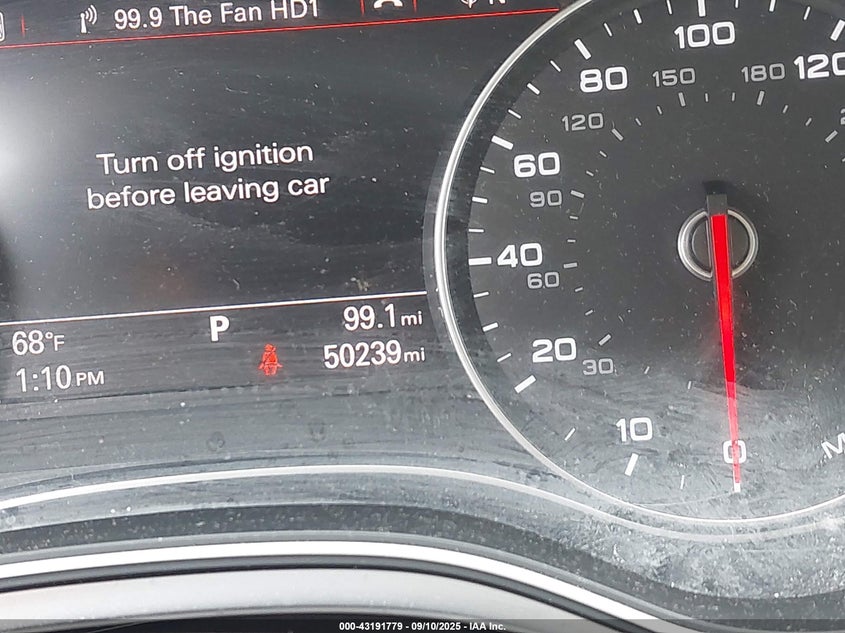 99.9 The Fan HD1
N
Turn off ignition
before leaving car
68°F
P
99.1 mi
1:10 PM
50239 mi
0
10
20
40
60
80
100
120
30
60
90
120
150
180
M
000-43191779 - 09/10/2025 - IAA Inc.